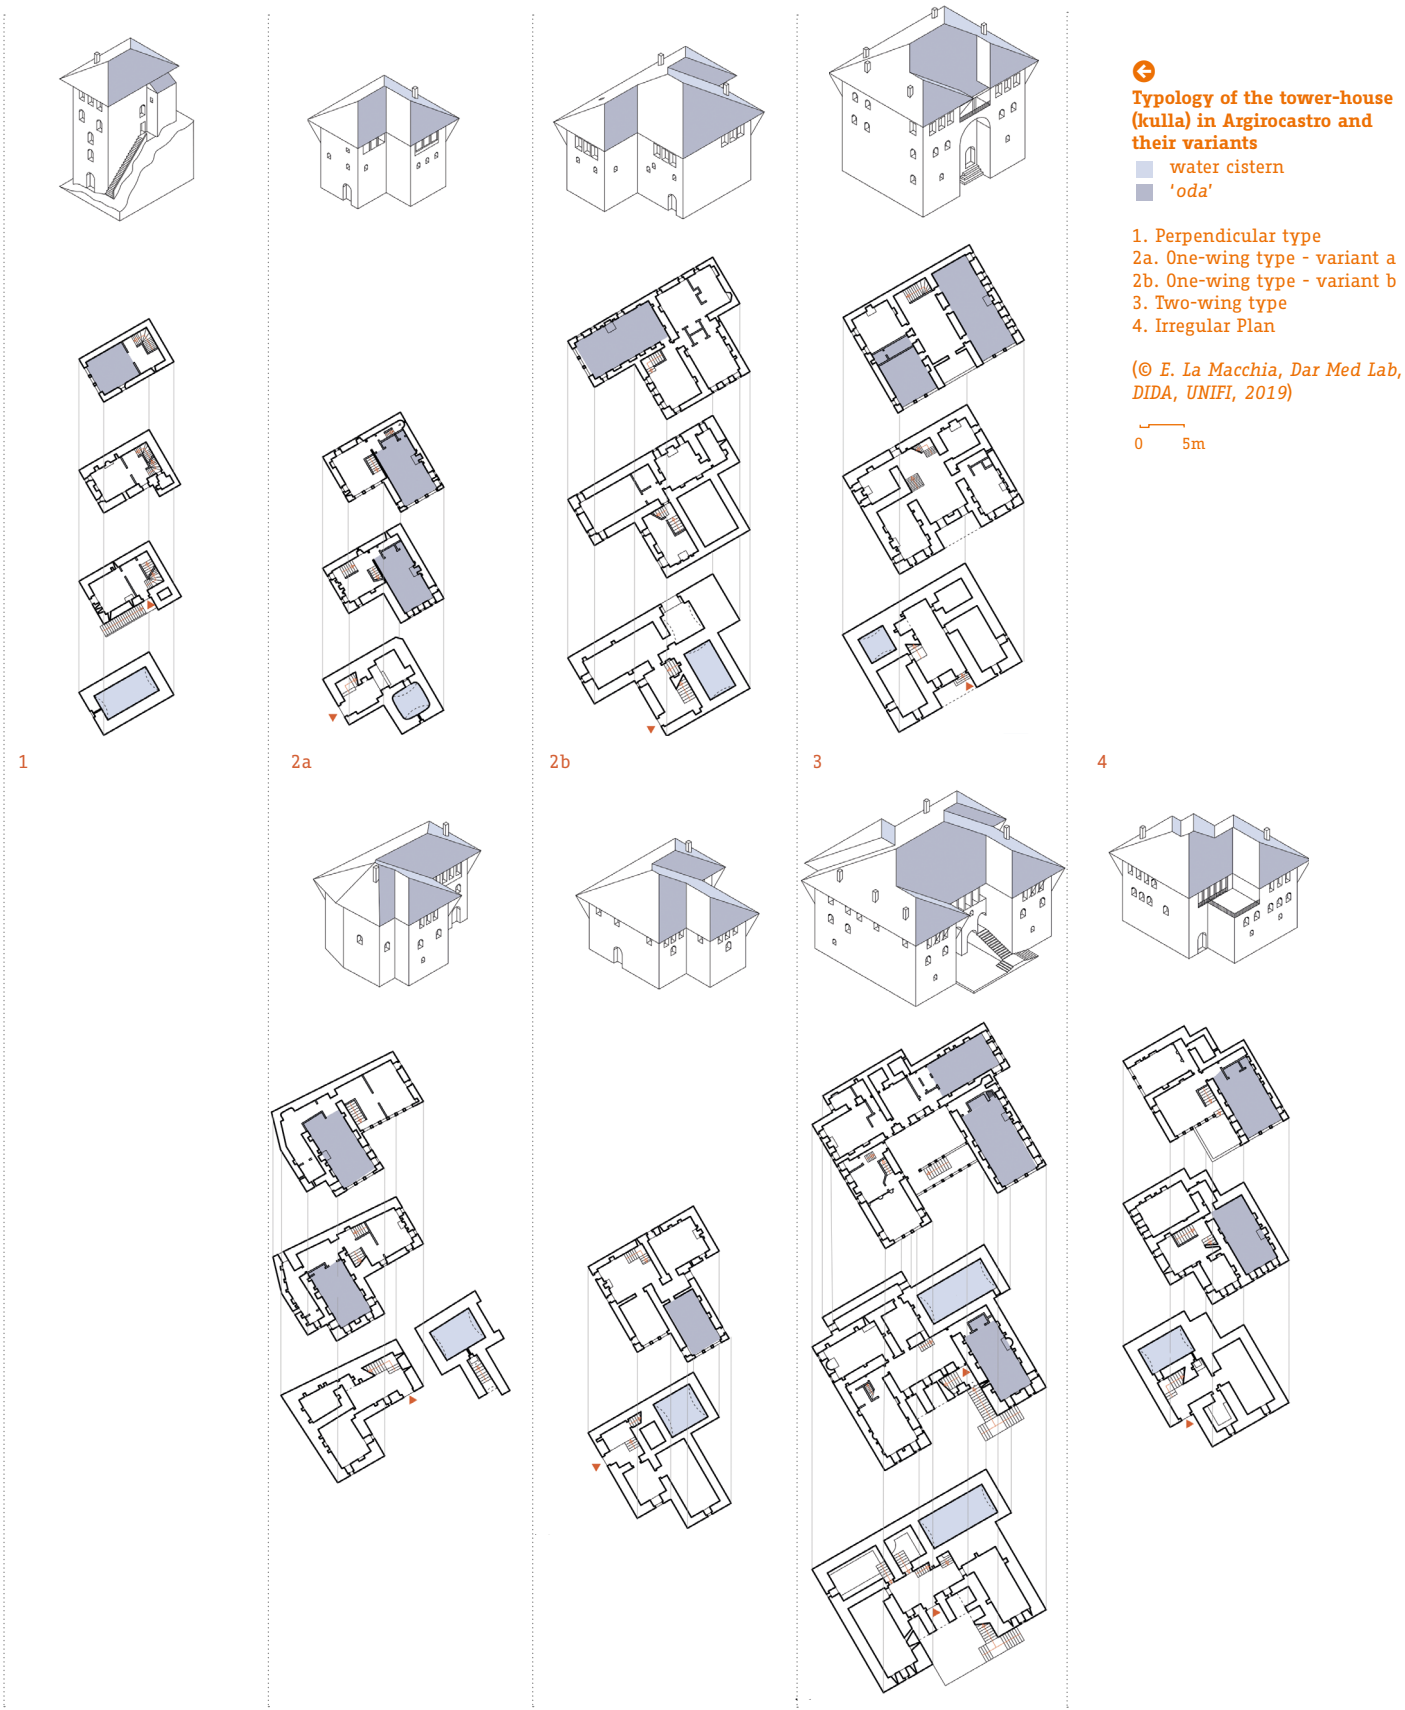 Typology of the tower-house
(kulla) in Argirocastro and
their variants
water cistern
‘oda’
1. Perpendicular type
2a. One-wing type - variant a
2b. One-wing type - variant b
3. Two-wing type
4. Irregular Plan
(© E. La Macchia, Dar Med Lab,
DIDA, UNIFI, 2019)
0 5m
1 2a 2b 3 4